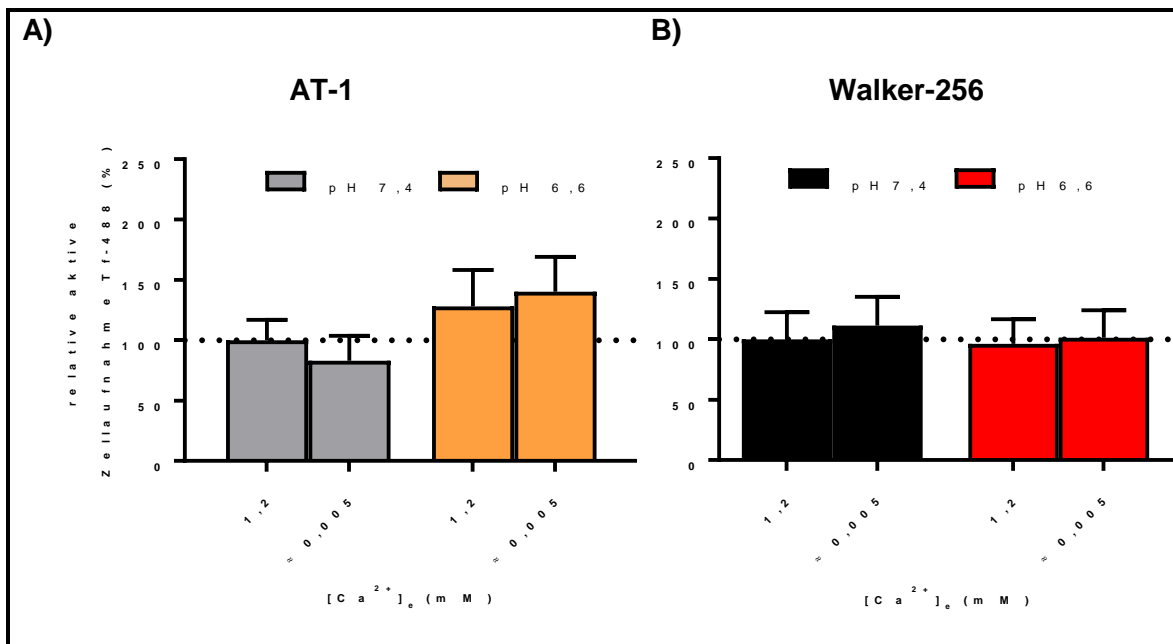 A)
AT-1
relative aktive
Zellaufnahme Tf-488 (%)
250
200
150
100
50
0
pH 7,4
pH 6,6
1,2
≈ 0,005
1,2
≈ 0,005
[Ca²⁺]ₑ (mM)
B)
Walker-256
250
200
150
100
50
0
pH 7,4
pH 6,6
1,2
≈ 0,005
1,2
≈ 0,005
[Ca²⁺]ₑ (mM)